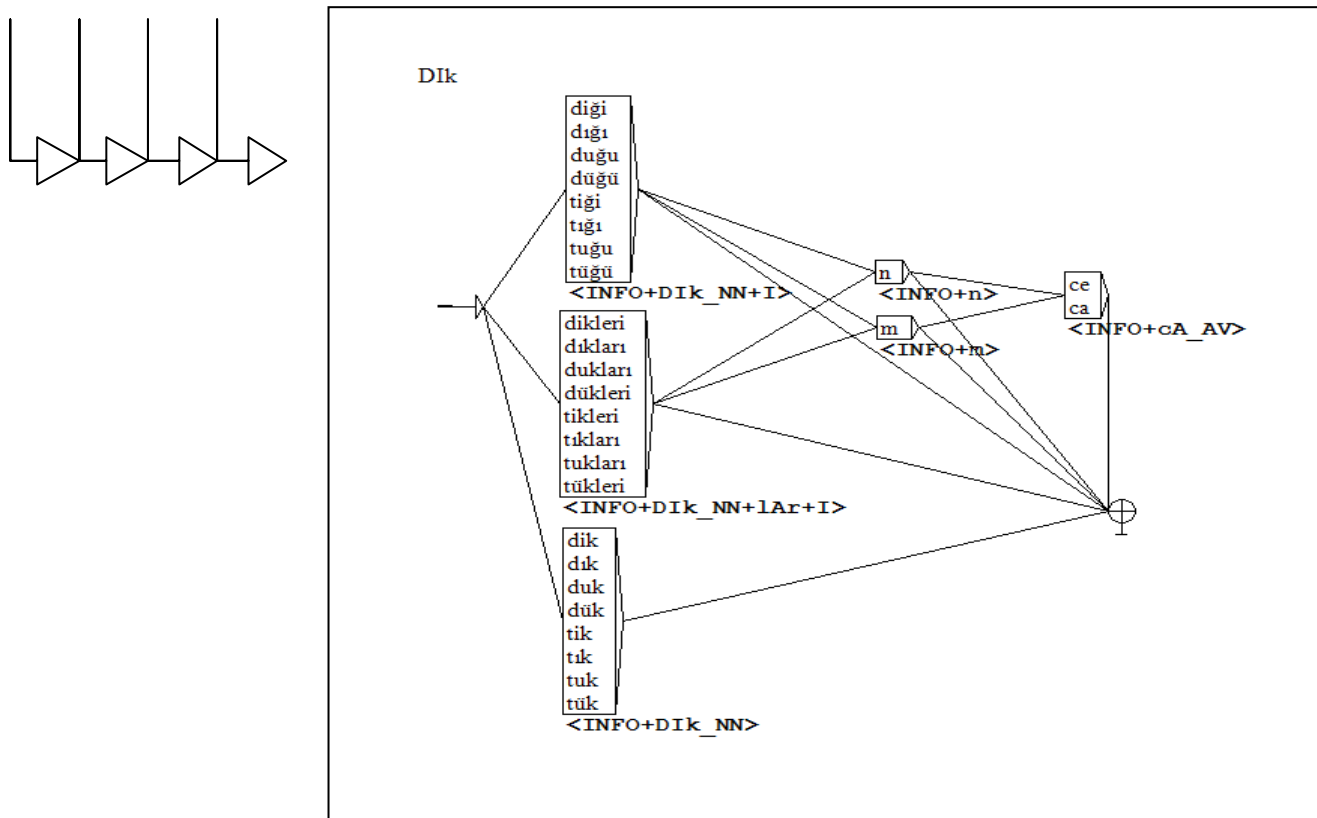 DIk
diği
dığı
duğu
düğü
tiği
tığı
tuğu
tüğü
<INFO+DIk_NN+I>
dikleri
dıkları
dukları
dükleri
tikleri
tıkları
tukları
tükleri
<INFO+DIk_NN+lAr+I>
dik
dık
duk
dük
tik
tık
tuk
tük
<INFO+DIk_NN>
n
<INFO+n>
m
<INFO+m>
ce
ca
<INFO+cA_AV>